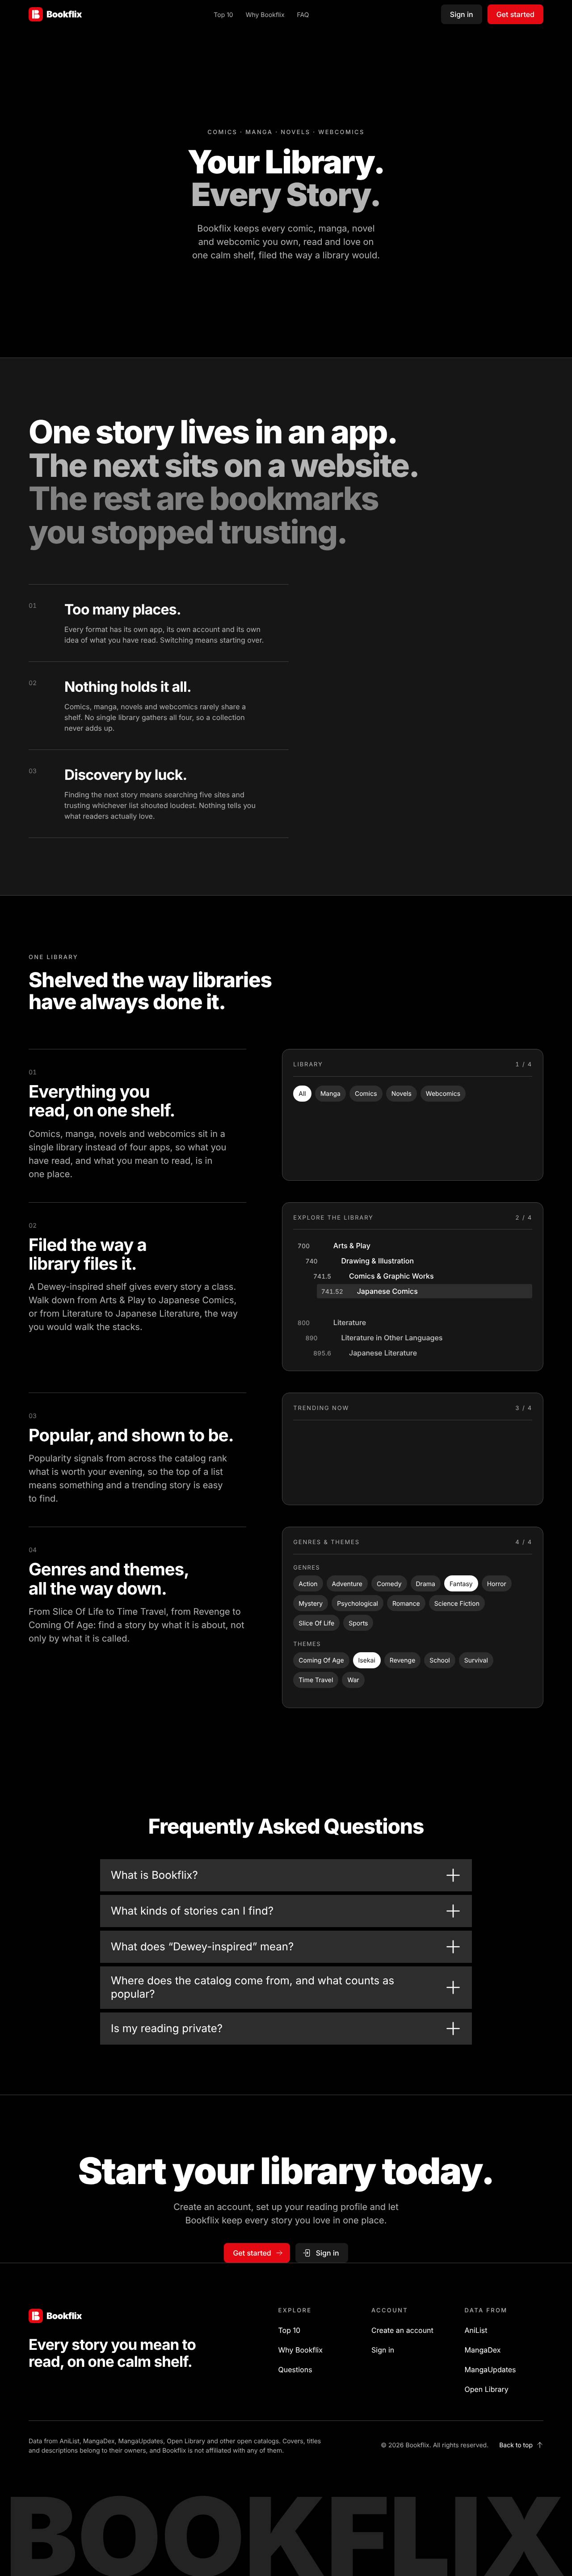 Bookflix
Top 10
Why Bookflix
FAQ
Sign in
Get started
COMICS · MANGA · NOVELS · WEBCOMICS
Your Library.
Every Story.
Bookflix keeps every comic, manga, novel
and webcomic you own, read and love on
one calm shelf, filed the way a library would.
One story lives in an app.
The next sits on a website.
The rest are bookmarks
you stopped trusting.
01
Too many places.
Every format has its own app, its own account and its own
idea of what you have read. Switching means starting over.
02
Nothing holds it all.
Comics, manga, novels and webcomics rarely share a
shelf. No single library gathers all four, so a collection
never adds up.
03
Discovery by luck.
Finding the next story means searching five sites and
trusting whichever list shouted loudest. Nothing tells you
what readers actually love.
ONE LIBRARY
Shelved the way libraries
have always done it.
01
Everything you
read, on one shelf.
Comics, manga, novels and webcomics sit in a
single library instead of four apps, so what you
have read, and what you mean to read, is in
one place.
LIBRARY
1 / 4
All
Manga
Comics
Novels
Webcomics
02
Filed the way a
library files it.
A Dewey-inspired shelf gives every story a class.
Walk down from Arts & Play to Japanese Comics,
or from Literature to Japanese Literature, the way
you would walk the stacks.
EXPLORE THE LIBRARY
2 / 4
700 Arts & Play
740 Drawing & Illustration
741.5 Comics & Graphic Works
741.52 Japanese Comics
800 Literature
890 Literature in Other Languages
895.6 Japanese Literature
03
Popular, and shown to be.
Popularity signals from across the catalog rank
what is worth your evening, so the top of a list
means something and a trending story is easy
to find.
TRENDING NOW
3 / 4
04
Genres and themes,
all the way down.
From Slice Of Life to Time Travel, from Revenge to
Coming Of Age: find a story by what it is about, not
only by what it is called.
GENRES & THEMES
4 / 4
GENRES
Action Adventure Comedy Drama Fantasy Horror
Mystery Psychological Romance Science Fiction
Slice Of Life Sports
THEMES
Coming Of Age Isekai Revenge School Survival
Time Travel War
Frequently Asked Questions
What is Bookflix?
What kinds of stories can I find?
What does “Dewey-inspired” mean?
Where does the catalog come from, and what counts as
popular?
Is my reading private?
Start your library today.
Create an account, set up your reading profile and let
Bookflix keep every story you love in one place.
Get started
Sign in
Bookflix
Every story you mean to
read, on one calm shelf.
EXPLORE
Top 10
Why Bookflix
Questions
ACCOUNT
Create an account
Sign in
DATA FROM
AniList
MangaDex
MangaUpdates
Open Library
Data from AniList, MangaDex, MangaUpdates, Open Library and other open catalogs. Covers, titles
and descriptions belong to their owners, and Bookflix is not affiliated with any of them.
© 2026 Bookflix. All rights reserved.
Back to top
BOOKFLIX